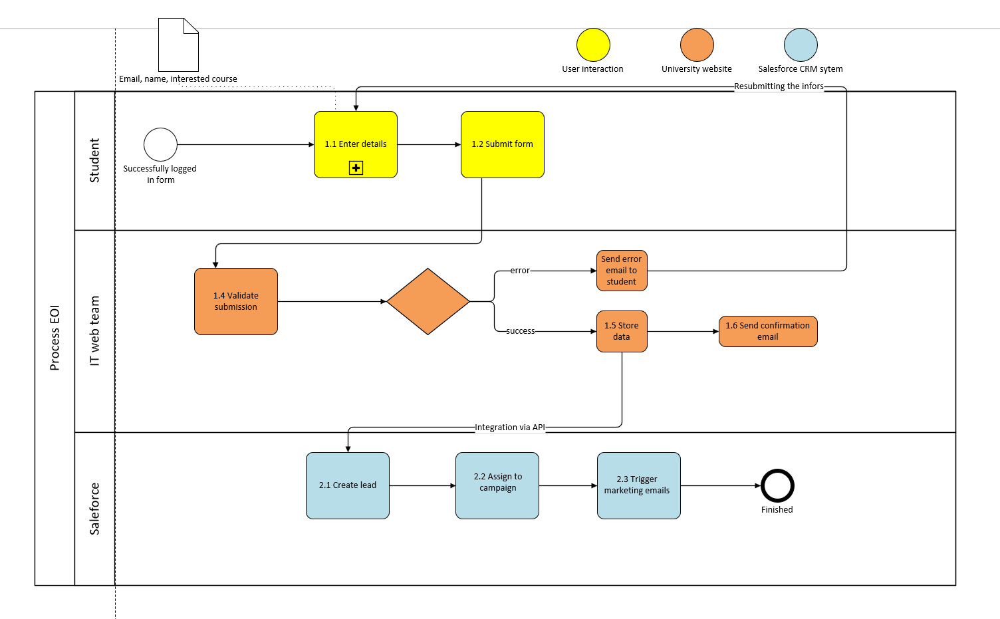 Email, name, interested course
User interaction
University website
Salesforce CRM sytem
Resubmitting the infors
Process EOI
Student
Successfully logged
in form
1.1 Enter details
1.2 Submit form
IT web team
1.4 Validate
submission
error
success
Send error
email to
student
1.5 Store
data
1.6 Send confirmation
email
Integration via API
Saleforce
2.1 Create lead
2.2 Assign to
campaign
2.3 Trigger
marketing emails
Finished